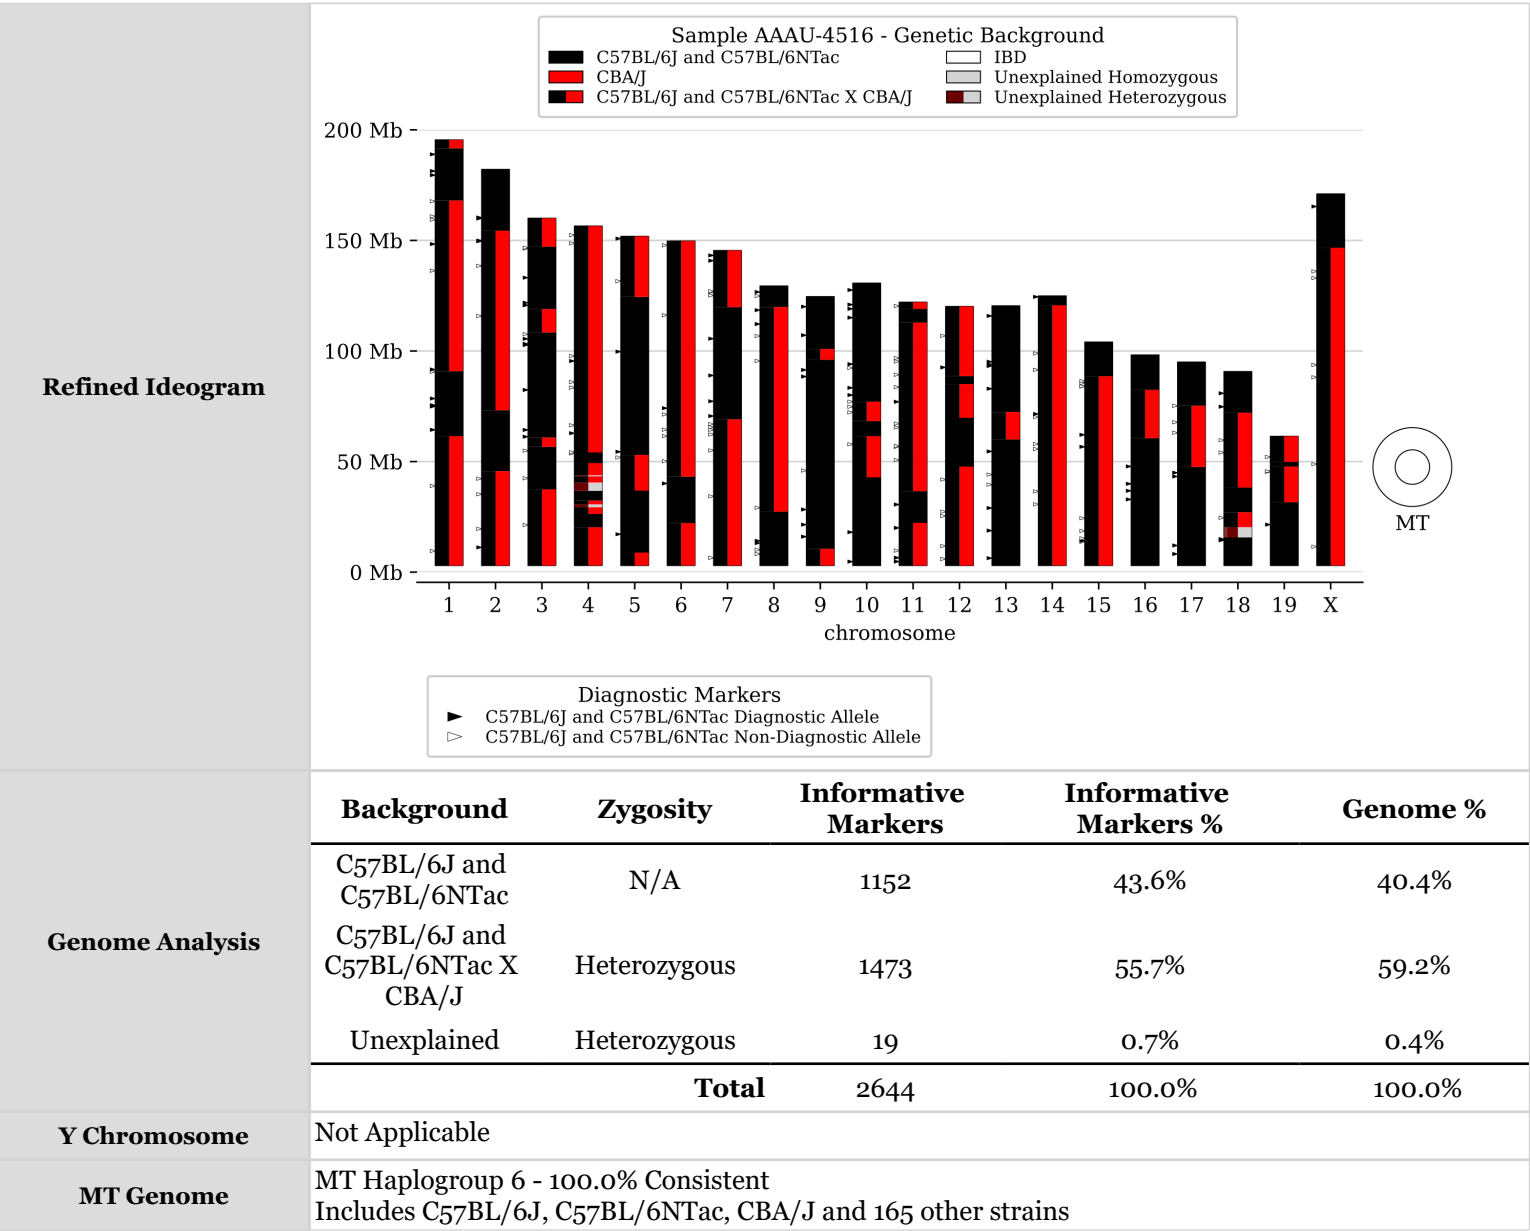 Refined Ideogram
Sample AAAU-4516 - Genetic Background
C57BL/6J and C57BL/6NTac
CBA/J
C57BL/6J and C57BL/6NTac X CBA/J
IBD
Unexplained Homozygous
Unexplained Heterozygous
200 Mb
150 Mb
100 Mb
50 Mb
0 Mb
1 2 3 4 5 6 7 8 9 10 11 12 13 14 15 16 17 18 19 X
chromosome
MT
Diagnostic Markers
C57BL/6J and C57BL/6NTac Diagnostic Allele
C57BL/6J and C57BL/6NTac Non-Diagnostic Allele
Genome Analysis
Background Zygosity Informative Markers Informative Markers % Genome %
C57BL/6J and
C57BL/6NTac
N/A 1152 43.6% 40.4%
C57BL/6J and
C57BL/6NTac X
CBA/J
Heterozygous 1473 55.7% 59.2%
Unexplained Heterozygous 19 0.7% 0.4%
Total 2644 100.0% 100.0%
Y Chromosome
Not Applicable
MT Genome
MT Haplogroup 6 - 100.0% Consistent
Includes C57BL/6J, C57BL/6NTac, CBA/J and 165 other strains